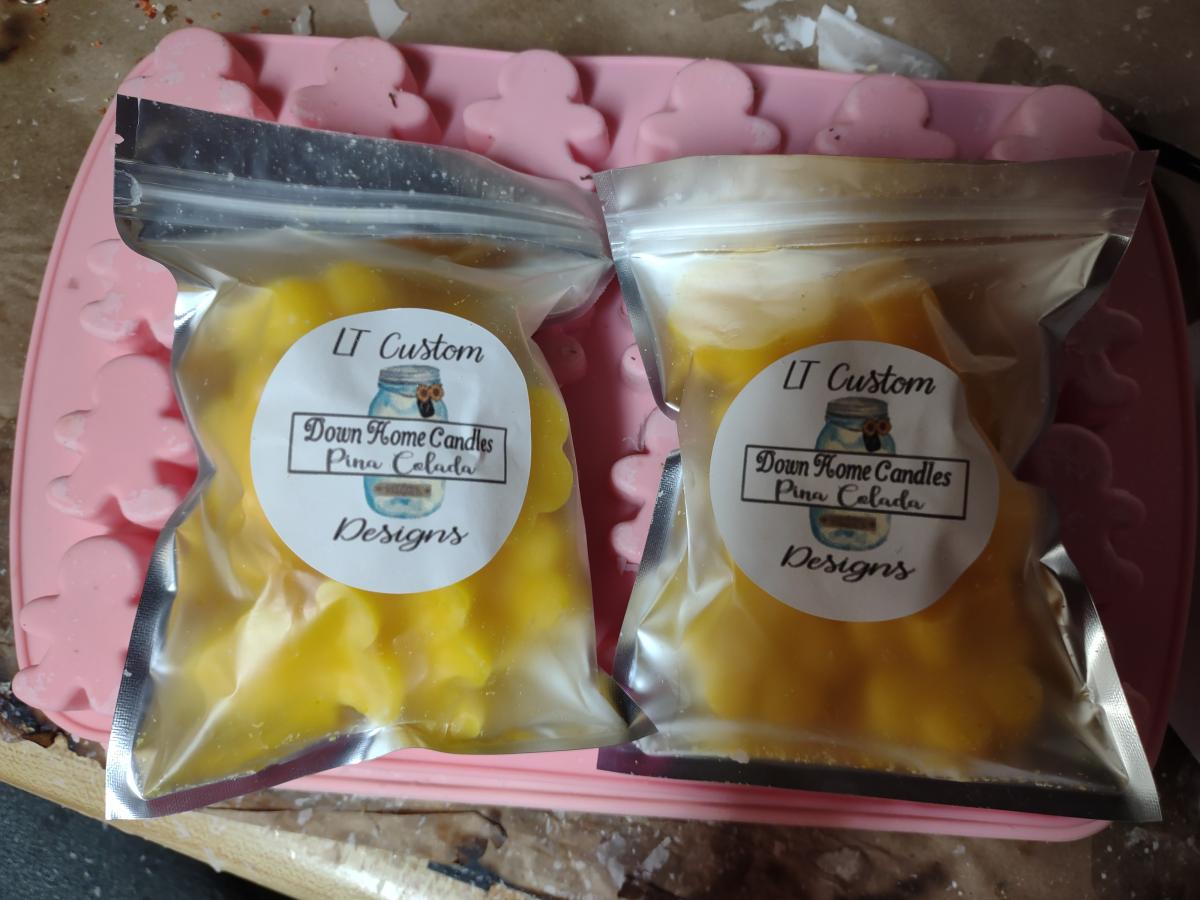 LT Custom
Down Home Candles
Pina Colada
Designs
LT Custom
Down Home Candles
Pina Colada
Designs